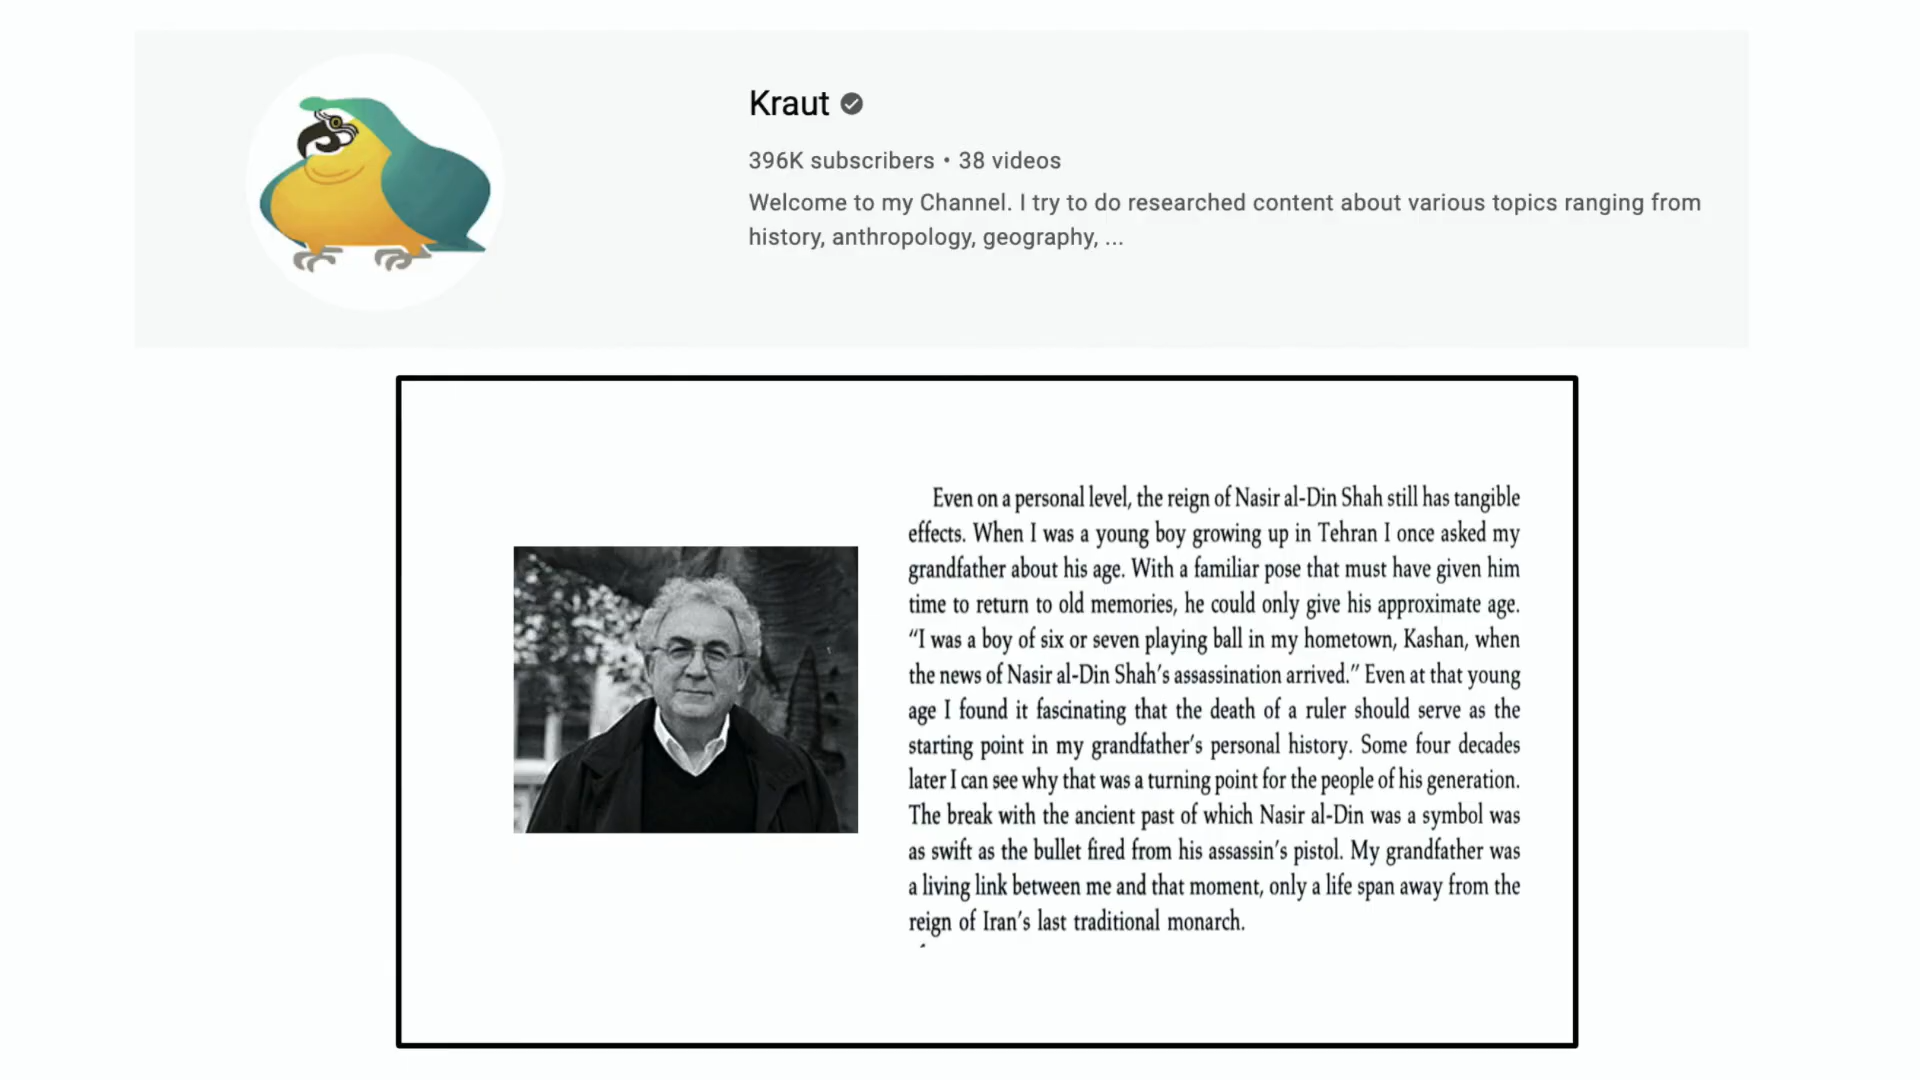 Kraut
396K subscribers • 38 videos
Welcome to my Channel. I try to do researched content about various topics ranging from
history, anthropology, geography, ...
Even on a personal level, the reign of Nasir al-Din Shah still has tangible
effects. When I was a young boy growing up in Tehran I once asked my
grandfather about his age. With a familiar pose that must have given him
time to return to old memories, he could only give his approximate age.
“I was a boy of six or seven playing ball in my hometown, Kashan, when
the news of Nasir al-Din Shah’s assassination arrived.” Even at that young
age I found it fascinating that the death of a ruler should serve as the
starting point in my grandfather’s personal history. Some four decades
later I can see why that was a turning point for the people of his generation.
The break with the ancient past of which Nasir al-Din was a symbol was
as swift as the bullet fired from his assassin’s pistol. My grandfather was
a living link between me and that moment, only a life span away from the
reign of Iran’s last traditional monarch.